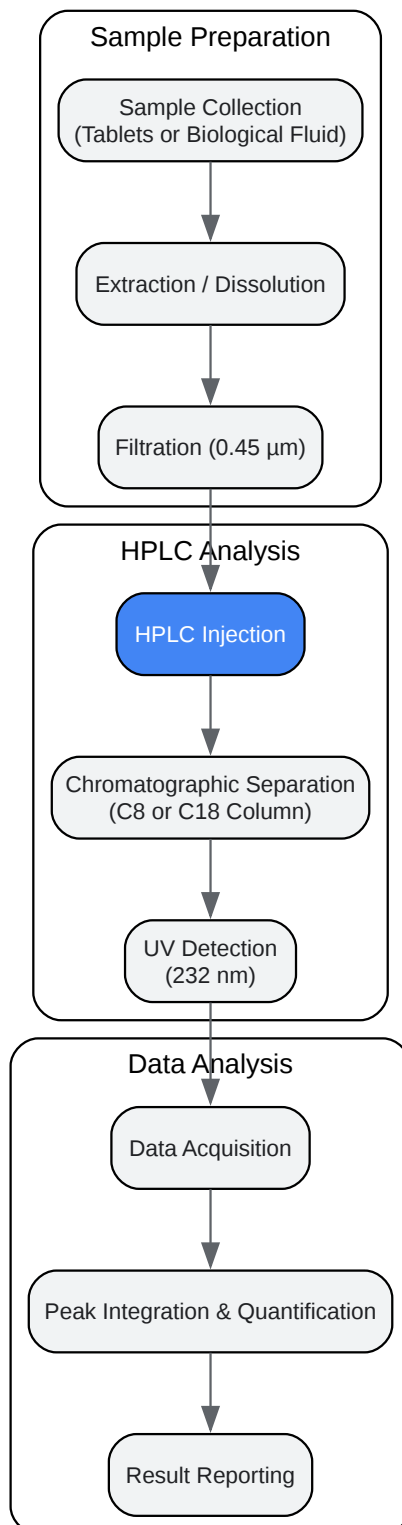 Sample Preparation
Sample Collection
(Tablets or Biological Fluid)
Extraction / Dissolution
Filtration (0.45 µm)
HPLC Analysis
HPLC Injection
Chromatographic Separation
(C8 or C18 Column)
UV Detection
(232 nm)
Data Analysis
Data Acquisition
Peak Integration & Quantification
Result Reporting